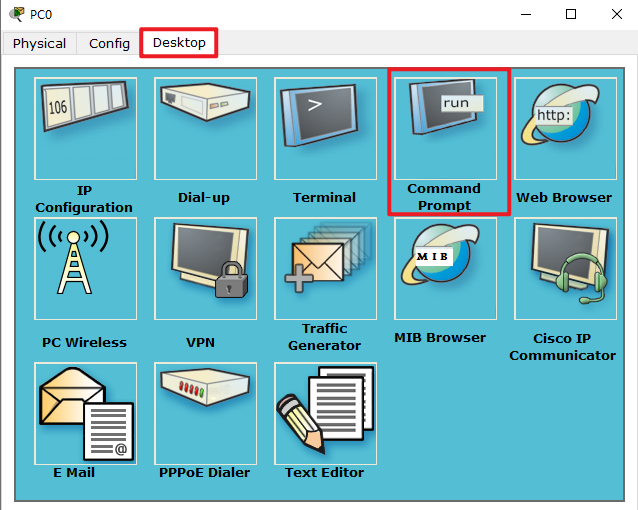 PC0
Physical Config Desktop
106
>
run
http:
IP
Configuration
Dial-up
Terminal
Command
Prompt
Web Browser
MIB
PC Wireless
VPN
Traffic
Generator
MIB Browser
Cisco IP
Communicator
@
E Mail
PPPoE Dialer
Text Editor